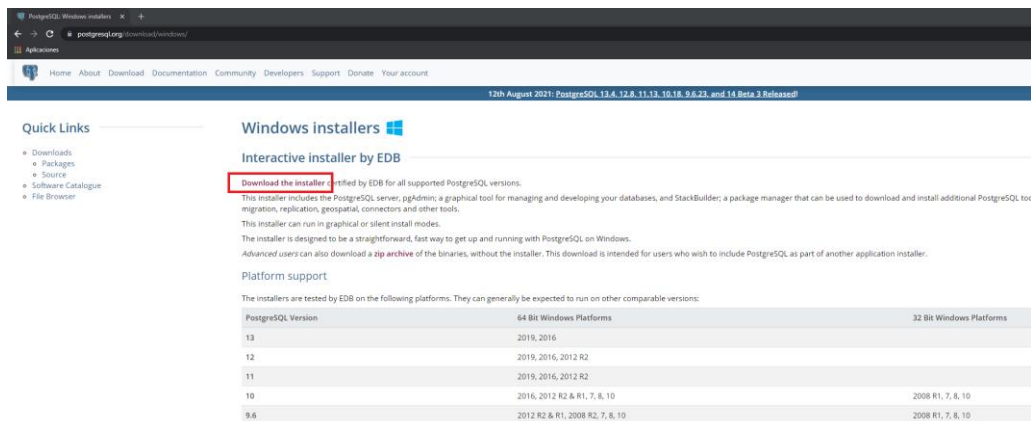 PostgreSQL: Windows installers
postgresql.org/download/windows/
Aplicaciones
Home About Download Documentation Community Developers Support Donate Your account
12th August 2021: PostgreSQL 13.4, 12.8, 11.13, 10.18, 9.6.23, and 14 Beta 3 Released!
Quick Links
Downloads
Packages
Source
Software Catalogue
File Browser
Windows installers
Interactive installer by EDB
Download the installer certified by EDB for all supported PostgreSQL versions.
This installer includes the PostgreSQL server, pgAdmin; a graphical tool for managing and developing your databases, and StackBuilder; a package manager that can be used to download and install additional PostgreSQL
migration, replication, geospatial, connectors and other tools.
This installer can run in graphical or silent install modes.
The installer is designed to be a straightforward, fast way to get up and running with PostgreSQL on Windows.
Advanced users can also download a zip archive of the binaries, without the installer. This download is intended for users who wish to include PostgreSQL as part of another application installer.
Platform support
The installers are tested by EDB on the following platforms. They can generally be expected to run on other comparable versions:
PostgreSQL Version 64 Bit Windows Platforms 32 Bit Windows Platforms
13 2019, 2016
12 2019, 2016, 2012 R2
11 2019, 2016, 2012 R2
10 2016, 2012 R2 & R1, 7, 8, 10 2008 R1, 7, 8, 10
9.6 2012 R2 & R1, 2008 R2, 7, 8, 10 2008 R1, 7, 8, 10